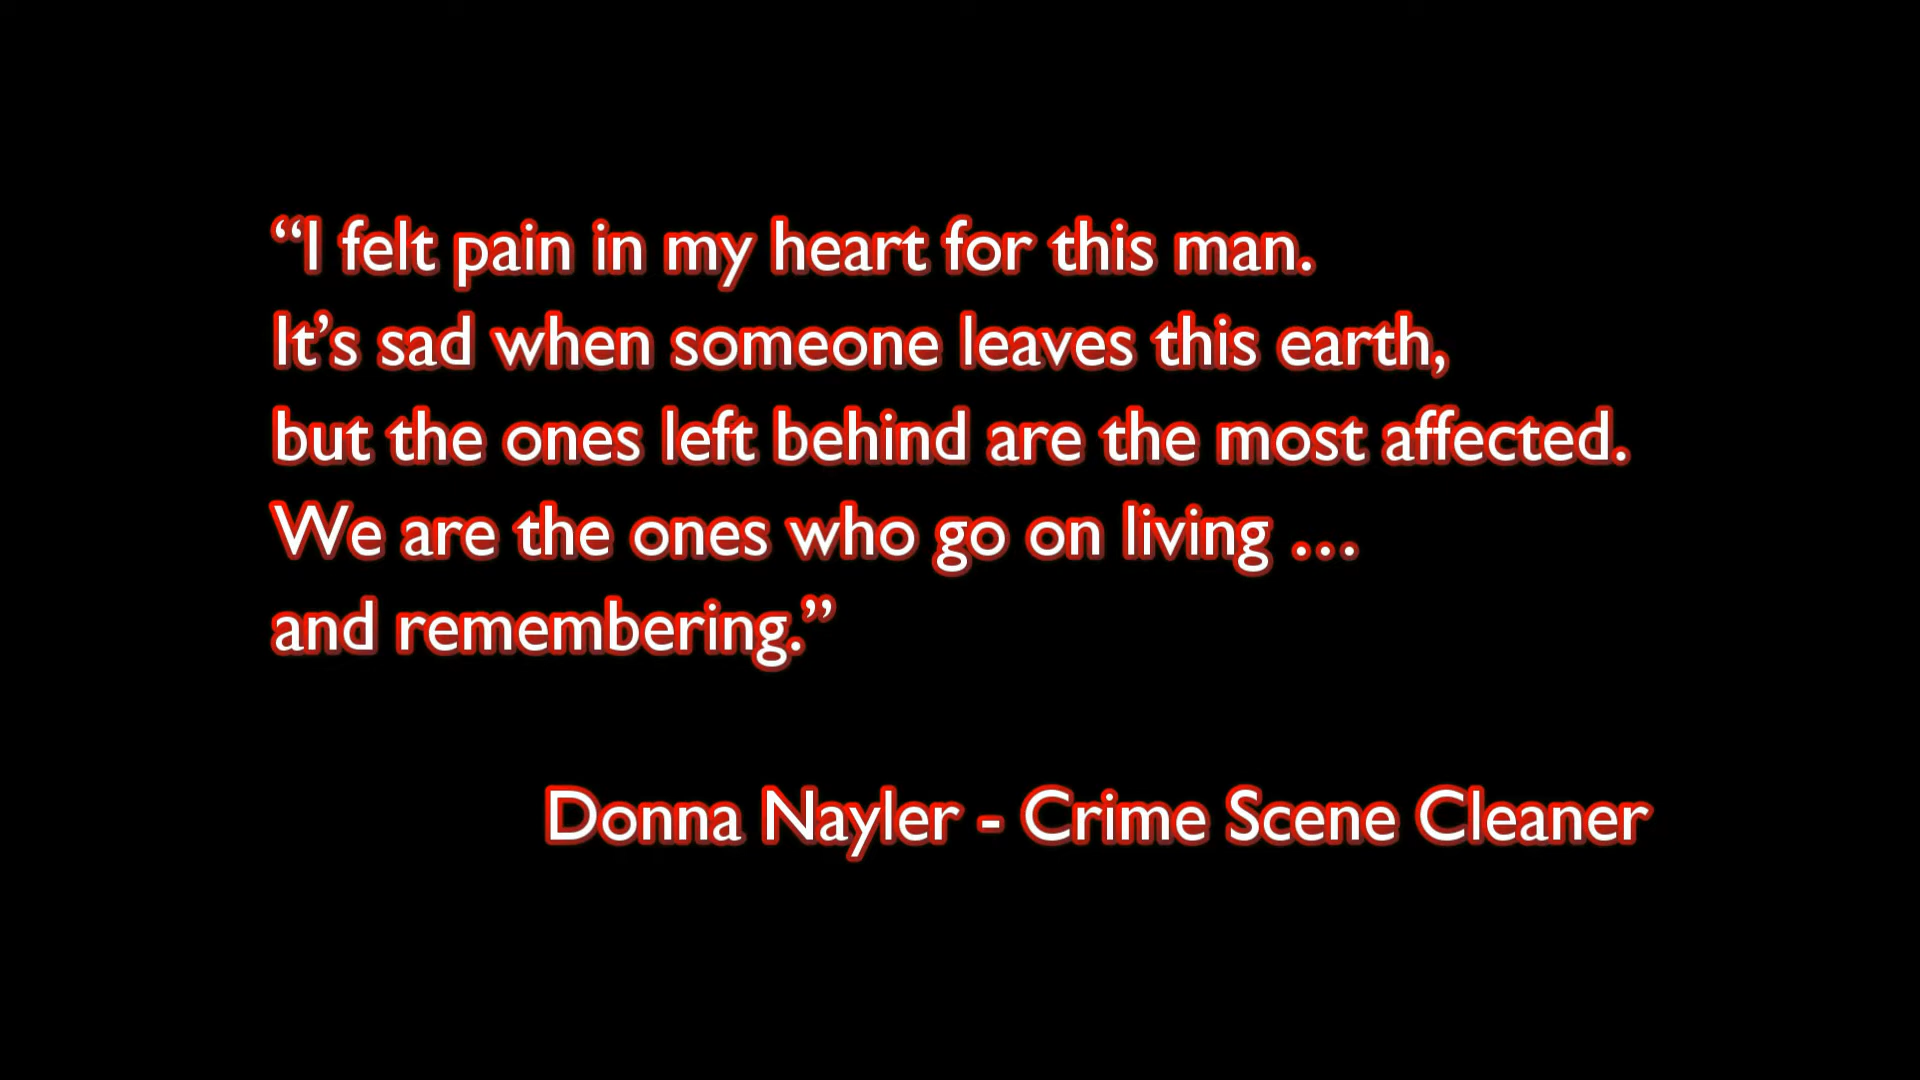 “I felt pain in my heart for this man.
It’s sad when someone leaves this earth,
but the ones left behind are the most affected.
We are the ones who go on living ...
and remembering.”
Donna Nayler - Crime Scene Cleaner